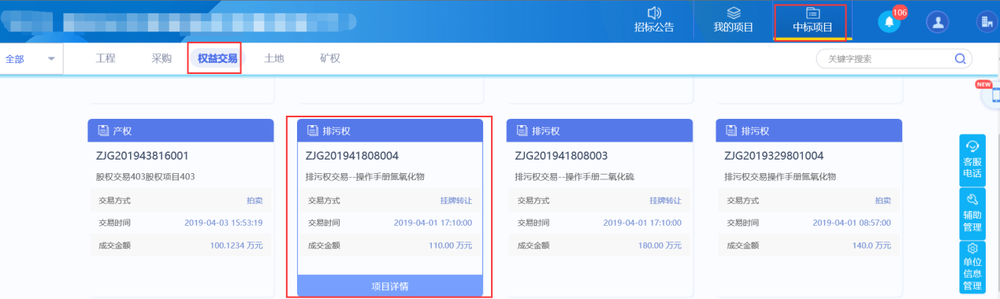 招标公告
我的项目
中标项目
106
全部
工程
采购
权益交易
土地
矿权
关键字搜索
NEW
产权
ZJG201943816001
股权交易403股权项目403
交易方式 拍卖
交易时间 2019-04-03 15:53:19
成交金额 100.1234 万元
排污权
ZJG201941808004
排污权交易--操作手册氮氧化物
交易方式 挂牌转让
交易时间 2019-04-01 17:10:00
成交金额 110.00 万元
项目详情
排污权
ZJG201941808003
排污权交易--操作手册二氧化硫
交易方式 挂牌转让
交易时间 2019-04-01 17:10:00
成交金额 180.00 万元
排污权
ZJG2019329801004
排污权交易操作手册氮氧化物
交易方式 拍卖
交易时间 2019-04-01 08:57:00
成交金额 140.0 万元
客服
电话
辅助
管理
单位
信息
管理